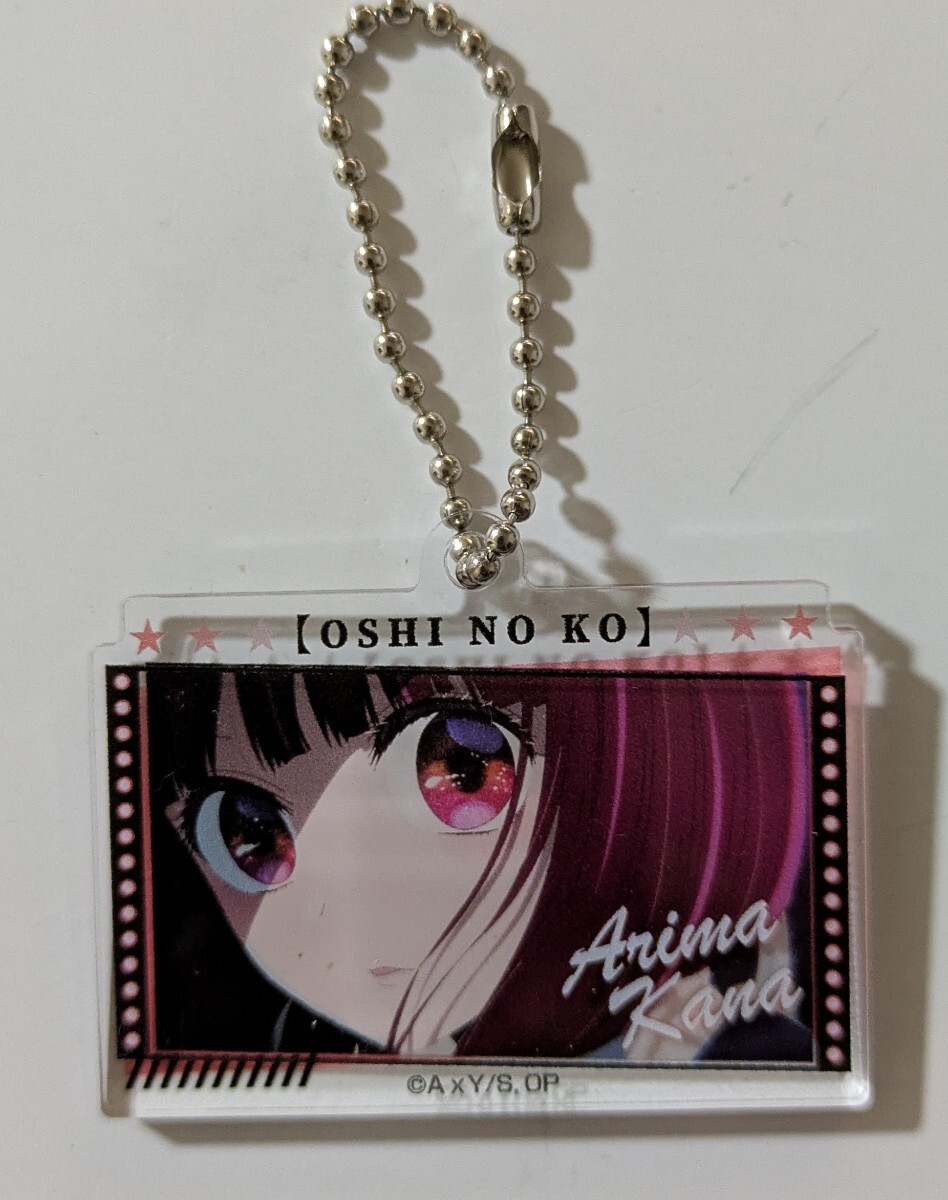 【OSHI NO KO】
Arima
Kana
©AxY/S, OP